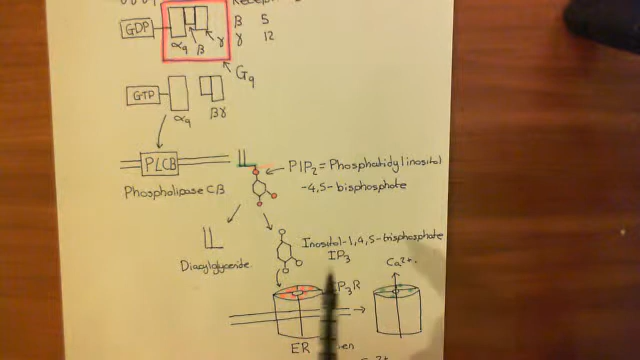 GDP
αq
β
γ
β 5
γ 12
Gq
GTP
αq
βγ
PLCB
Phospholipase Cβ
PIP2 = Phosphatidylinositol
-4,5-bisphosphate
Diacylglyceride
Inositol-1,4,5-trisphosphate
IP3
Ca2+
IP3R
ER